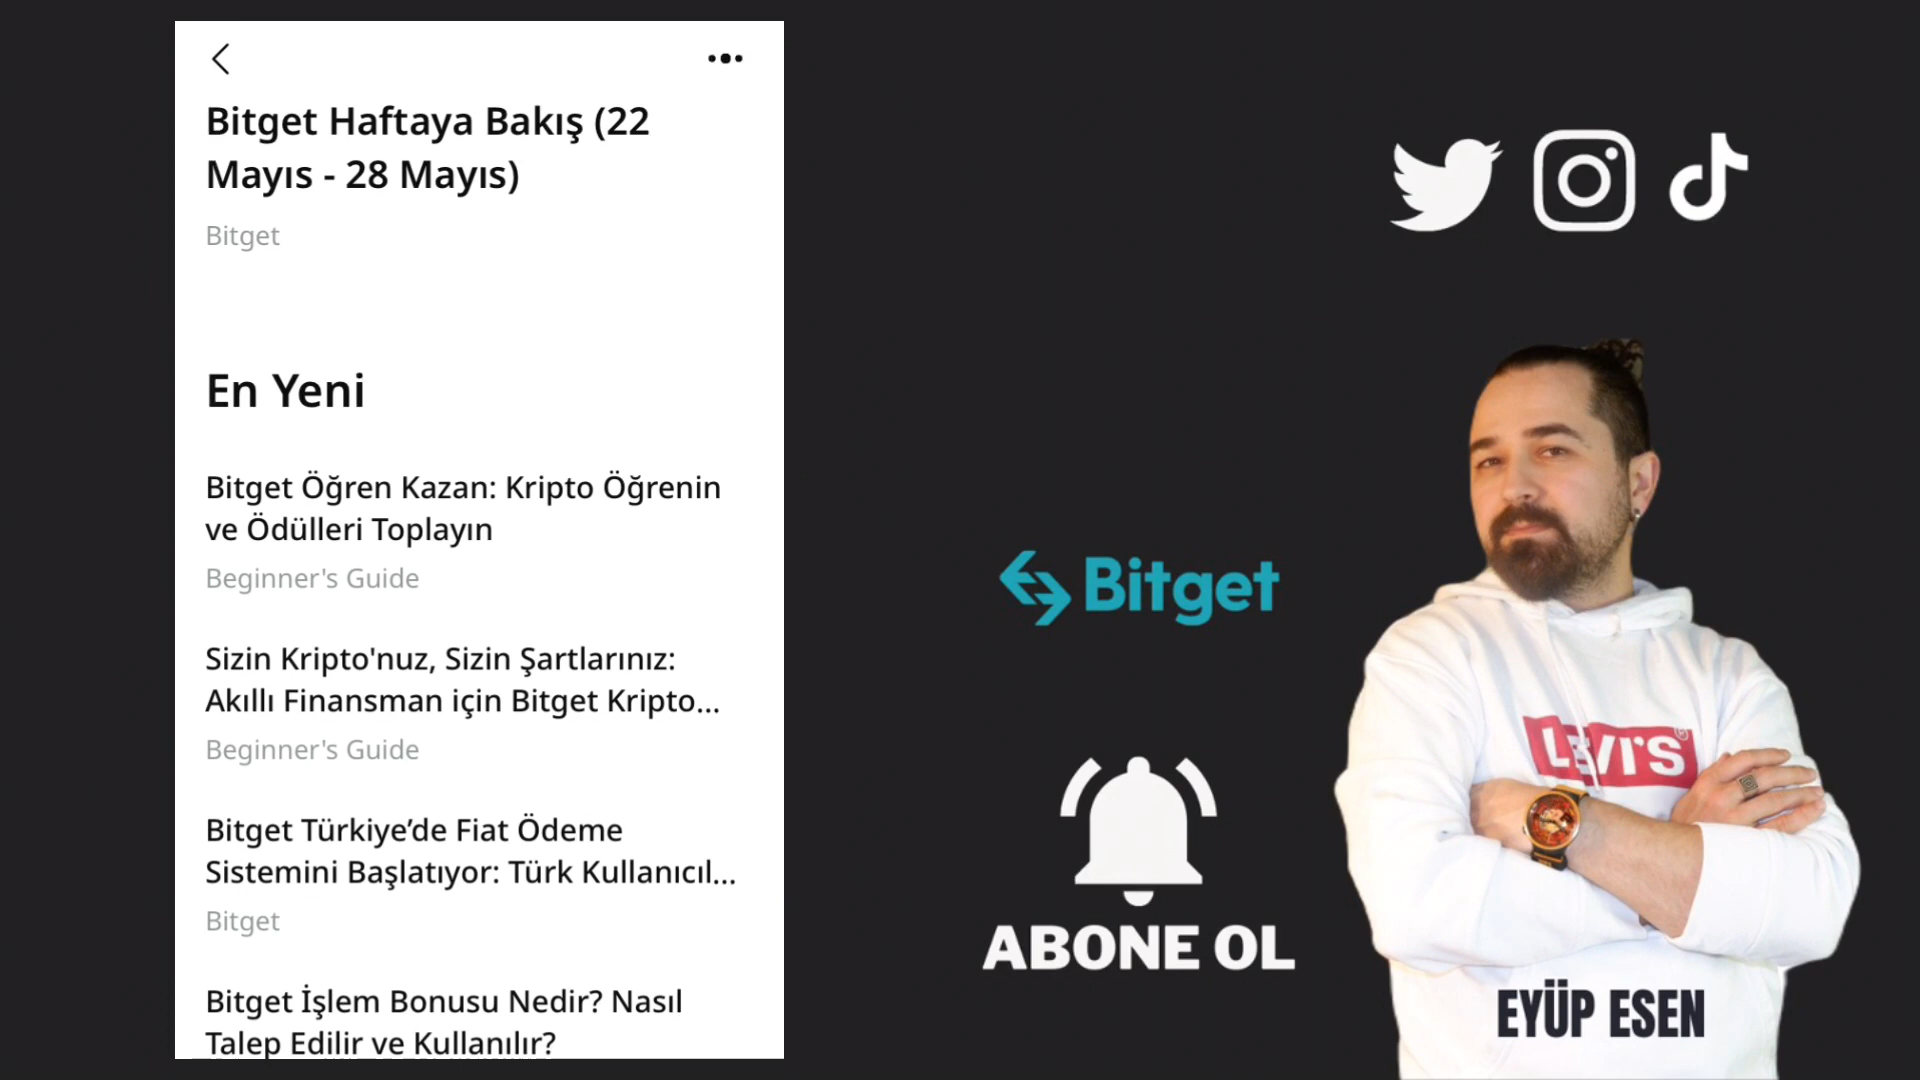 Bitget Haftaya Bakış (22
Mayıs - 28 Mayıs)
Bitget
En Yeni
Bitget Öğren Kazan: Kripto Öğrenin
ve Ödülleri Toplayın
Beginner's Guide
Sizin Kripto'nuz, Sizin Şartlarınız:
Akıllı Finansman için Bitget Kripto...
Beginner's Guide
Bitget Türkiye’de Fiat Ödeme
Sistemini Başlatıyor: Türk Kullanıcıl...
Bitget
Bitget İşlem Bonusu Nedir? Nasıl
Talep Edilir ve Kullanılır?
Bitget
ABONE OL
LEVI'S®
EYÜP ESEN